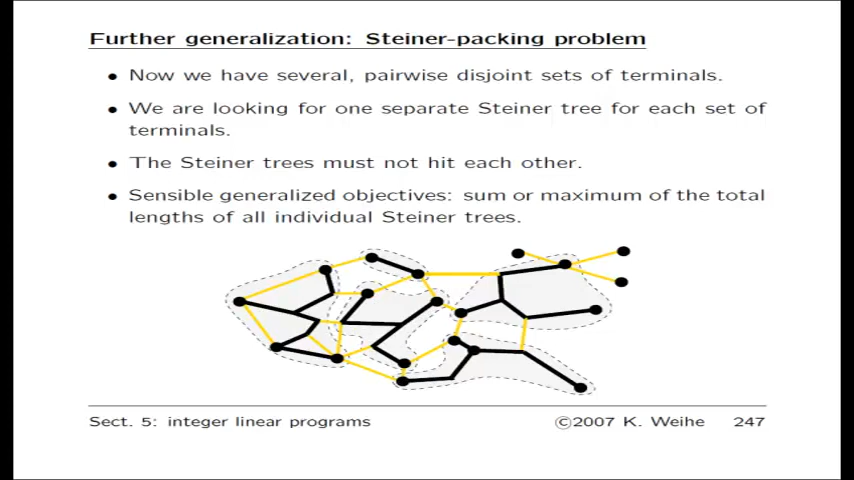 Further generalization: Steiner-packing problem
• Now we have several, pairwise disjoint sets of terminals.
• We are looking for one separate Steiner tree for each set of
terminals.
• The Steiner trees must not hit each other.
• Sensible generalized objectives: sum or maximum of the total
lengths of all individual Steiner trees.
Sect. 5: integer linear programs ©2007 K. Weihe 247